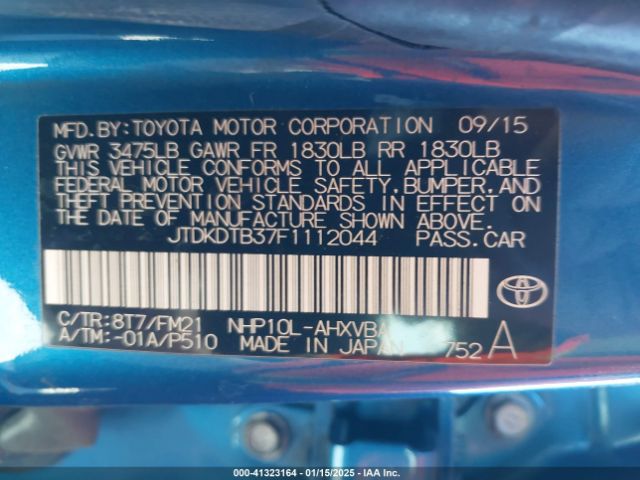 MFD.BY:TOYOTA MOTOR CORPORATION 09/15
GVWR 3475LB GAWR FR 1830LB RR 1830LB
THIS VEHICLE CONFORMS TO ALL APPLICABLE
FEDERAL MOTOR VEHICLE SAFETY,BUMPER,AND
THEFT PREVENTION STANDARDS IN EFFECT ON
THE DATE OF MANUFACTURE SHOWN ABOVE.
JTDKDTB37F1112044 PASS.CAR
C/TR:8T7/FM21 NHP10L-AHXVBA
A/TM:-01A/P510 MADE IN JAPAN 752 A
000-41323164 / 01/15/2025 / IAA Inc.